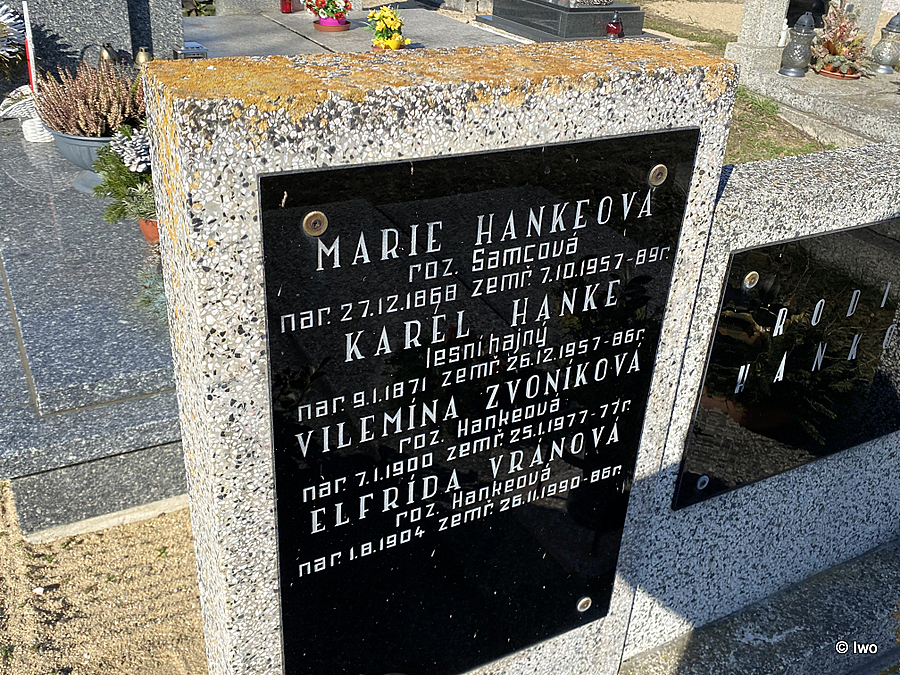 MARIE HANKEOVÁ
roz. Samcová
nar. 27.12.1868 zemř. 7.10.1957-89r.
KAREL HANKE
lesní hajný
nar. 9.1.1871 zemř. 26.12.1957-86r.
VILEMÍNA ZVONÍKOVÁ
roz. Hankeová
nar. 7.1.1900 zemř. 25.1.1977-77r.
ELFRÍDA VRÁNOVÁ
roz. Hankeová
nar. 1.8.1904 zemř. 26.11.1990-86r.
© Iwo